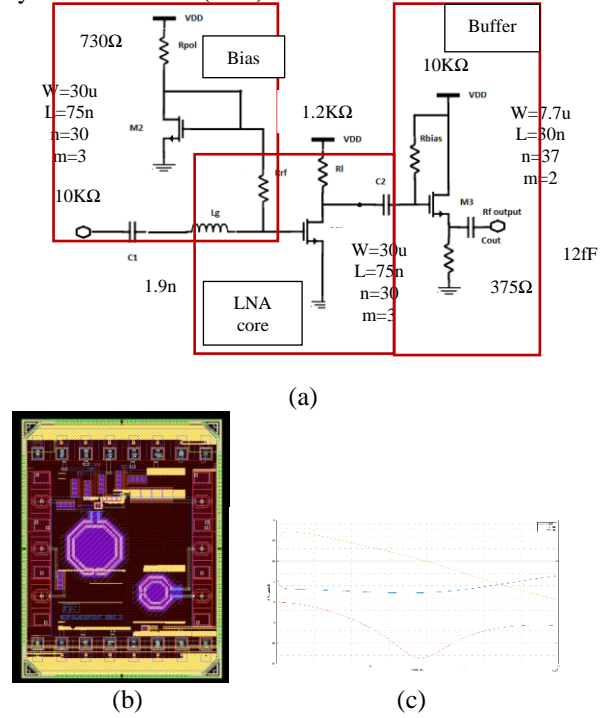 VDD
730Ω
Rpol
Bias
Buffer
10KΩ
VDD
W=30u
L=75n
n=30
m=3
M2
1.2KΩ
VDD
Rl
C2
Rbias
W=7.7u
L=30n
n=37
m=2
M3
Rf output
Cout
10KΩ
Lg
C1
1.9n
LNA
core
W=30u
L=75n
n=30
m=3
375Ω
12fF
(a)
(b)
(c)